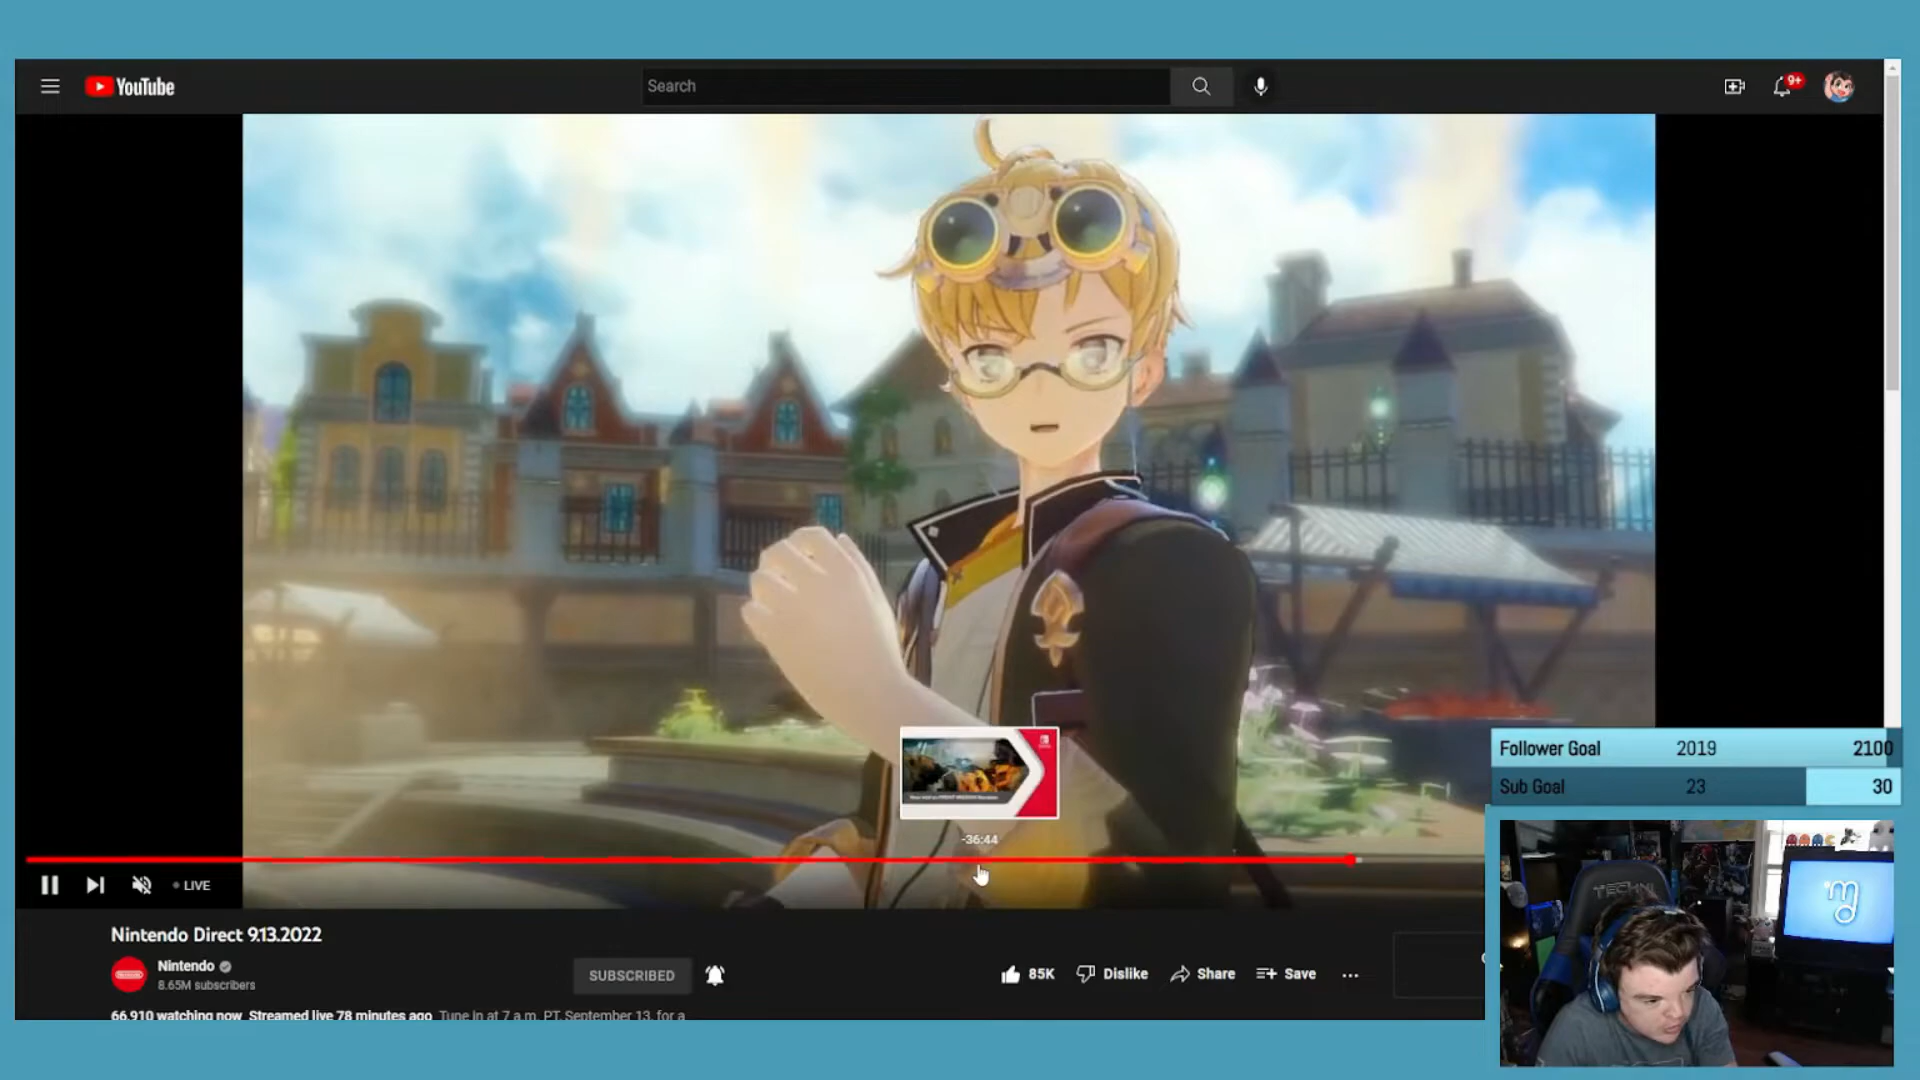 YouTube
Search
9+
-36:44
LIVE
Follower Goal 2019 2100
Sub Goal 23 30
Nintendo Direct 9.13.2022
Nintendo
8.65M subscribers
SUBSCRIBED
85K Dislike Share Save
66,910 watching now Streamed live 78 minutes ago Tune in at 7 a.m. PT, September 13, for a